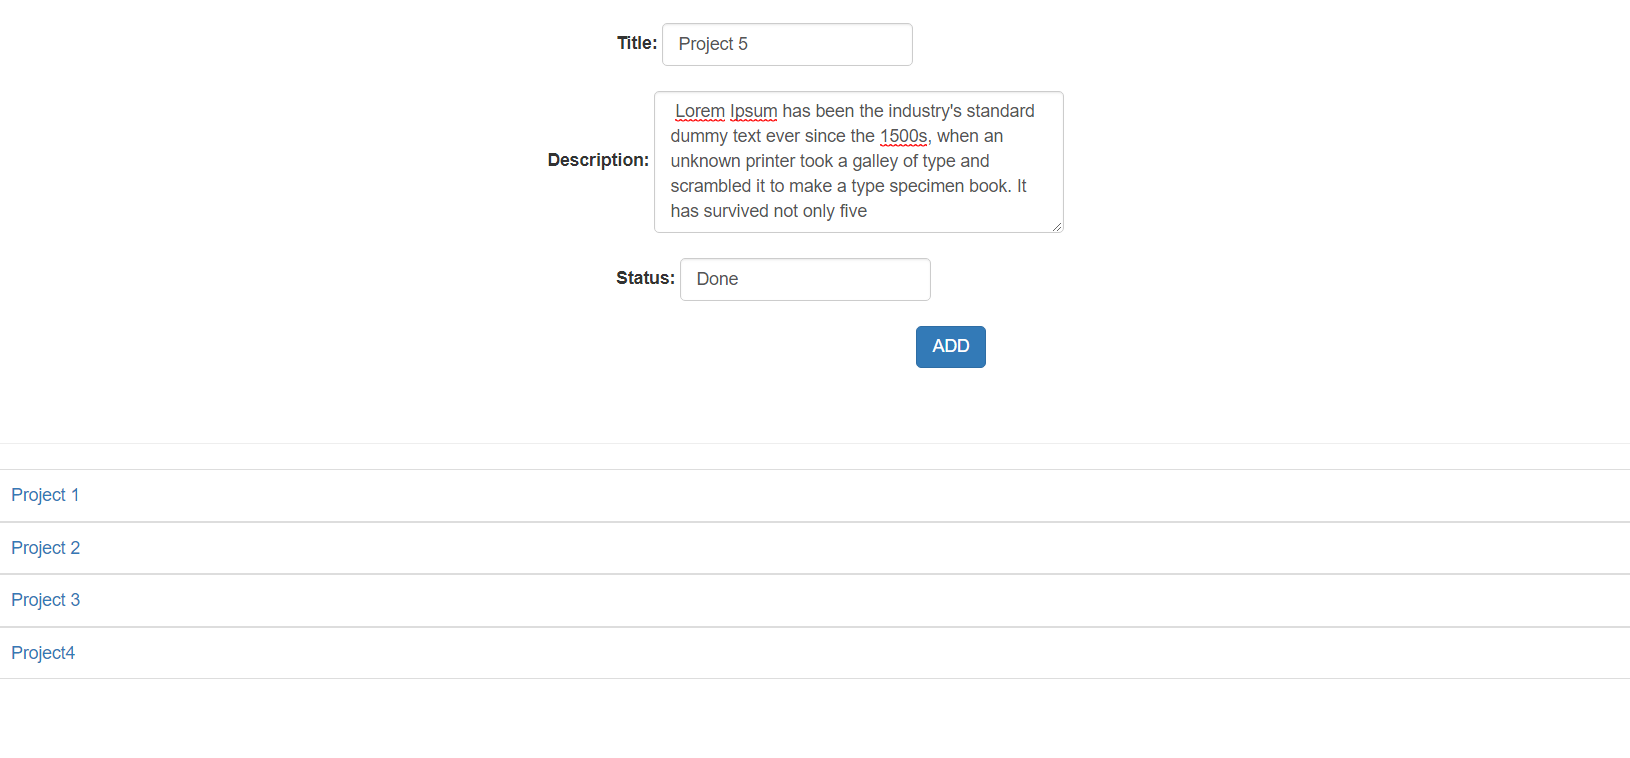 Title: Project 5
Lorem Ipsum has been the industry's standard
dummy text ever since the 1500s, when an
Description: unknown printer took a galley of type and
scrambled it to make a type specimen book. It
has survived not only five
Status: Done
ADD
Project 1
Project 2
Project 3
Project4